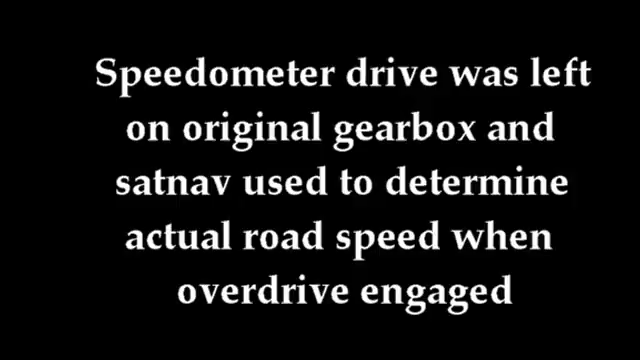 Speedometer drive was left
on original gearbox and
satnav used to determine
actual road speed when
overdrive engaged